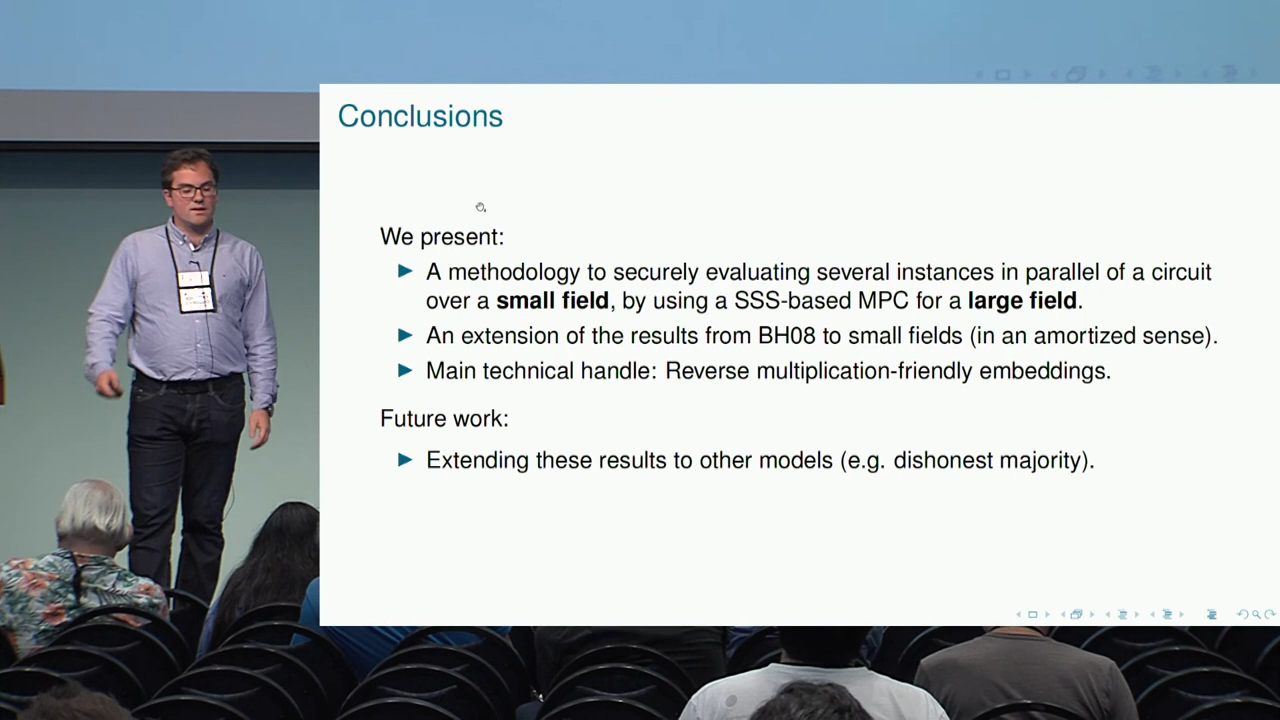 Conclusions
We present:
A methodology to securely evaluating several instances in parallel of a circuit
over a small field, by using a SSS-based MPC for a large field.
An extension of the results from BH08 to small fields (in an amortized sense).
Main technical handle: Reverse multiplication-friendly embeddings.
Future work:
Extending these results to other models (e.g. dishonest majority).